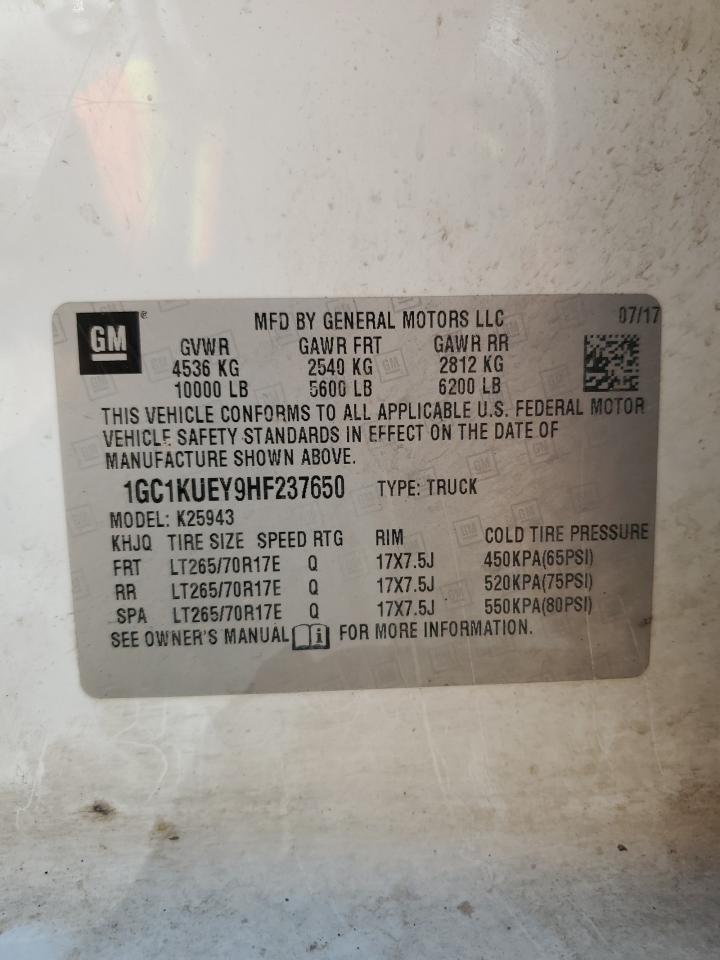 GM®
MFD BY GENERAL MOTORS LLC 07/17
GVWR GAWR FRT GAWR RR
4536 KG 2540 KG 2812 KG
10000 LB 5600 LB 6200 LB
THIS VEHICLE CONFORMS TO ALL APPLICABLE U.S. FEDERAL MOTOR
VEHICLE SAFETY STANDARDS IN EFFECT ON THE DATE OF
MANUFACTURE SHOWN ABOVE.
1GC1KUEY9HF237650 TYPE: TRUCK
MODEL: K25943
KHJQ TIRE SIZE SPEED RTG RIM COLD TIRE PRESSURE
FRT LT265/70R17E Q 17X7.5J 450KPA(65PSI)
RR LT265/70R17E Q 17X7.5J 520KPA(75PSI)
SPA LT265/70R17E Q 17X7.5J 550KPA(80PSI)
SEE OWNER'S MANUAL i FOR MORE INFORMATION.